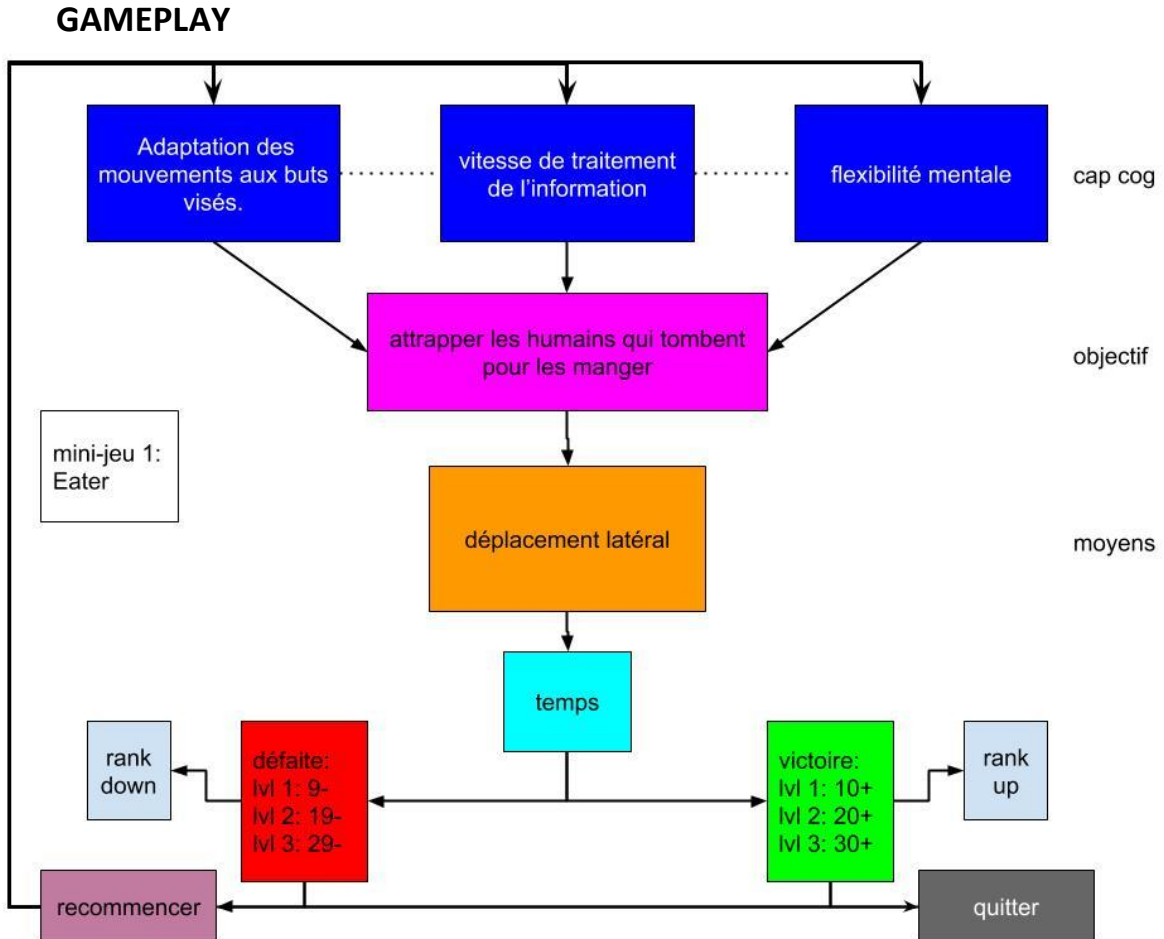 GAMEPLAY
Adaptation des
mouvements aux buts
visés.
vitesse de traitement
de l'information
flexibilité mentale
cap cog
attrapper les humains qui tombent
pour les manger
objectif
mini-jeu 1:
Eater
déplacement latéral
moyens
temps
rank
down
défaite:
lvl 1: 9-
lvl 2: 19-
lvl 3: 29-
victoire:
lvl 1: 10+
lvl 2: 20+
lvl 3: 30+
rank
up
recommencer
quitter